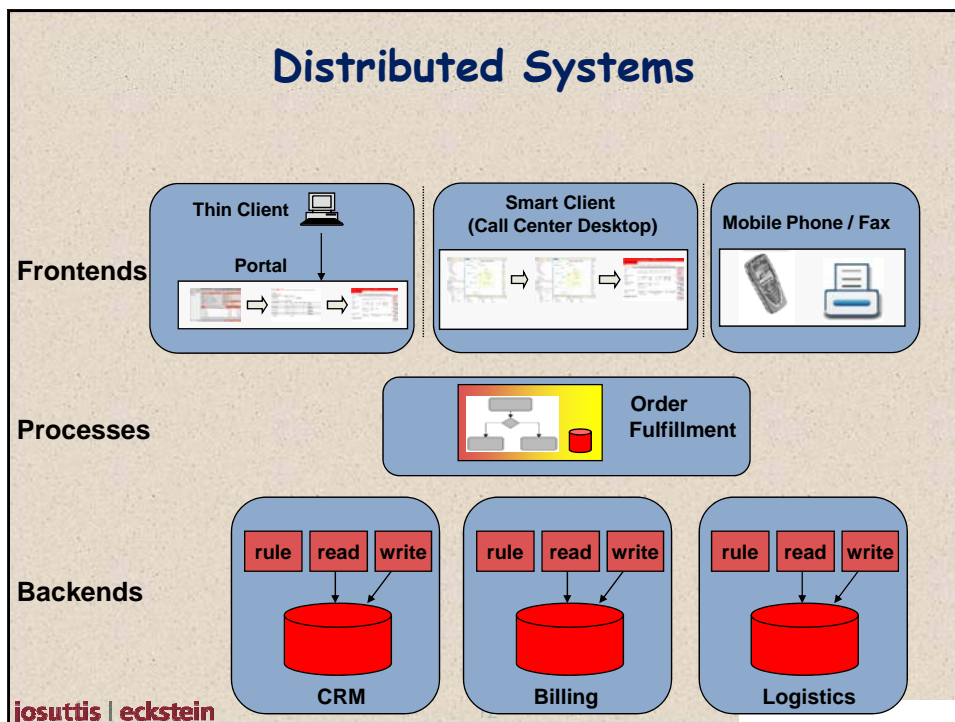 Distributed Systems
Thin Client
Portal
Smart Client
(Call Center Desktop)
Mobile Phone / Fax
Frontends
Processes
Order
Fulfillment
Backends
rule read write
rule read write
rule read write
CRM
Billing
Logistics
josuttis | eckstein
12